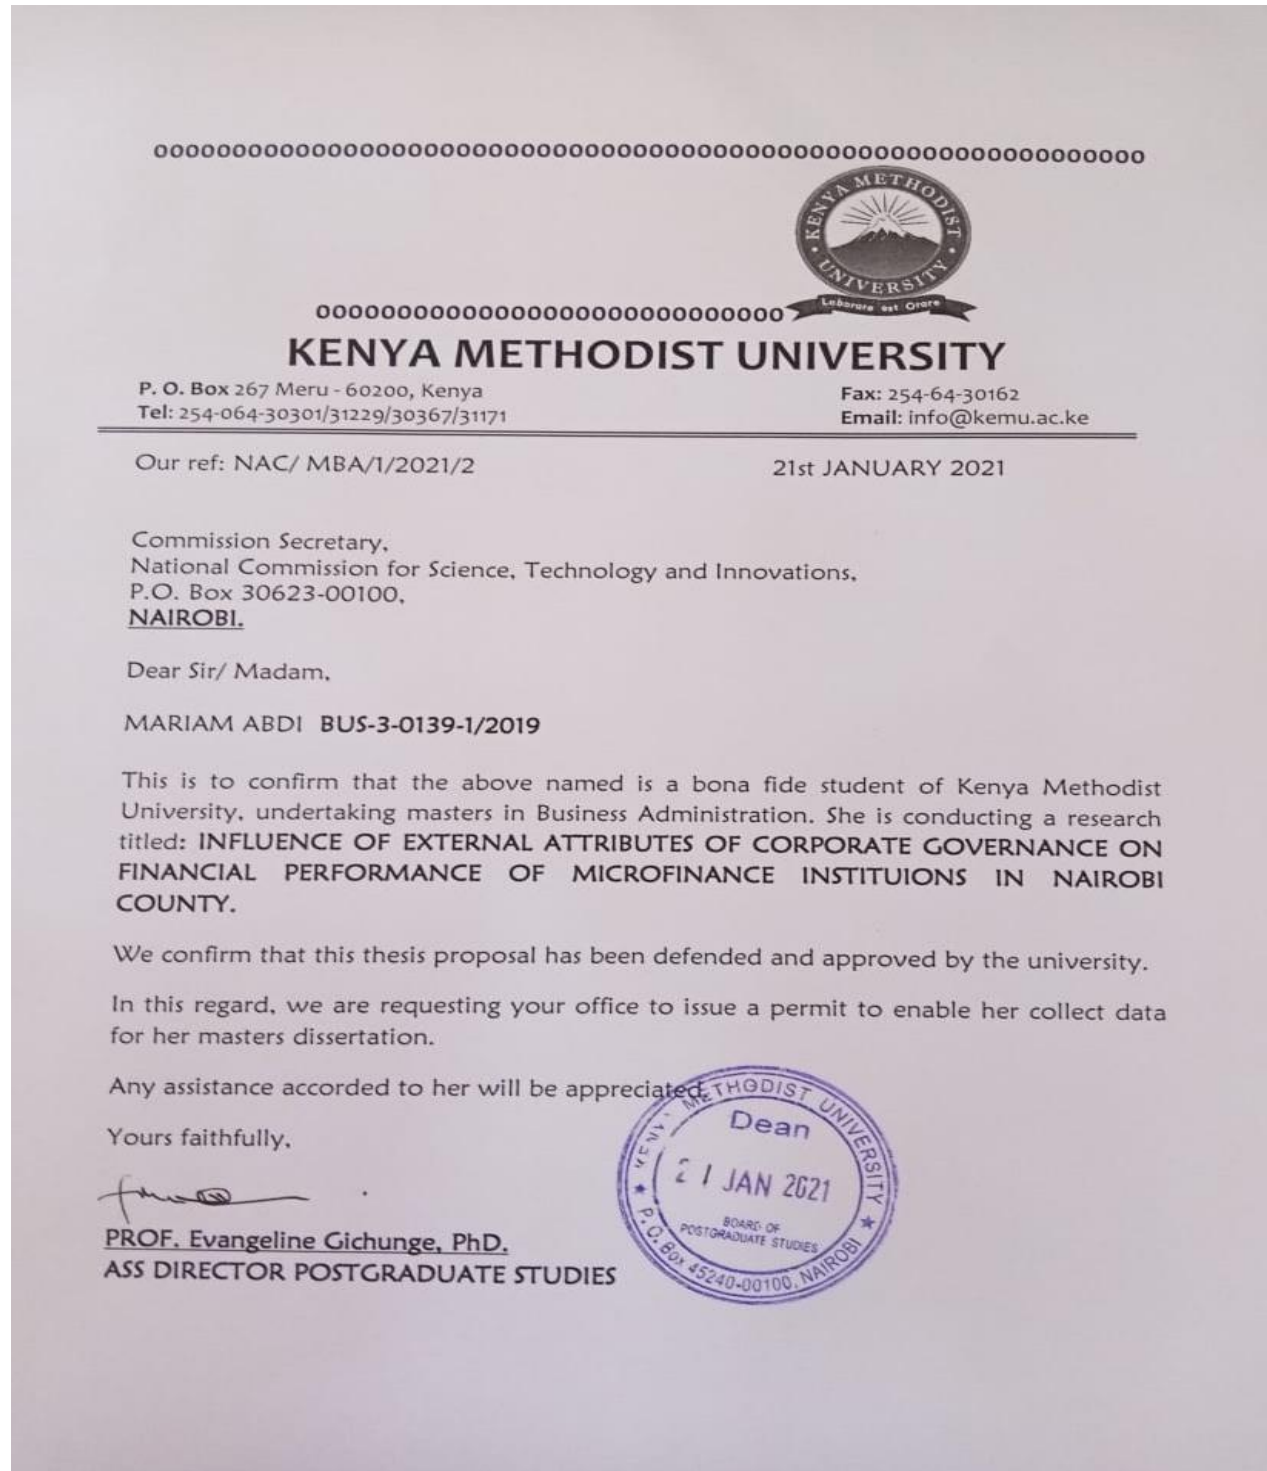 oooooooooooooooooooooooooooooooooooooooooooooooooooooooooooooo
KENYA METHODIST UNIVERSITY
Laborare est Orare
ooooooooooooooooooooooooooooo
KENYA METHODIST UNIVERSITY
P. O. Box 267 Meru - 60200, Kenya
Fax: 254-64-30162
Tel: 254-064-30301/31229/30367/31171
Email: info@kemu.ac.ke
Our ref: NAC/ MBA/1/2021/2
21st JANUARY 2021
Commission Secretary,
National Commission for Science, Technology and Innovations,
P.O. Box 30623-00100,
NAIROBI.
Dear Sir/ Madam,
MARIAM ABDI BUS-3-0139-1/2019
This is to confirm that the above named is a bona fide student of Kenya Methodist
University, undertaking masters in Business Administration. She is conducting a research
titled: INFLUENCE OF EXTERNAL ATTRIBUTES OF CORPORATE GOVERNANCE ON
FINANCIAL PERFORMANCE OF MICROFINANCE INSTITUIONS IN NAIROBI
COUNTY.
We confirm that this thesis proposal has been defended and approved by the university.
In this regard, we are requesting your office to issue a permit to enable her collect data
for her masters dissertation.
Any assistance accorded to her will be appreciated.
Yours faithfully,
PROF. Evangeline Gichunge, PhD.
ASS DIRECTOR POSTGRADUATE STUDIES
KENYA METHODIST UNIVERSITY
Dean
21 JAN 2021
BOARD OF
POSTGRADUATE STUDIES
P.O. Box 45240-00100, NAIROBI